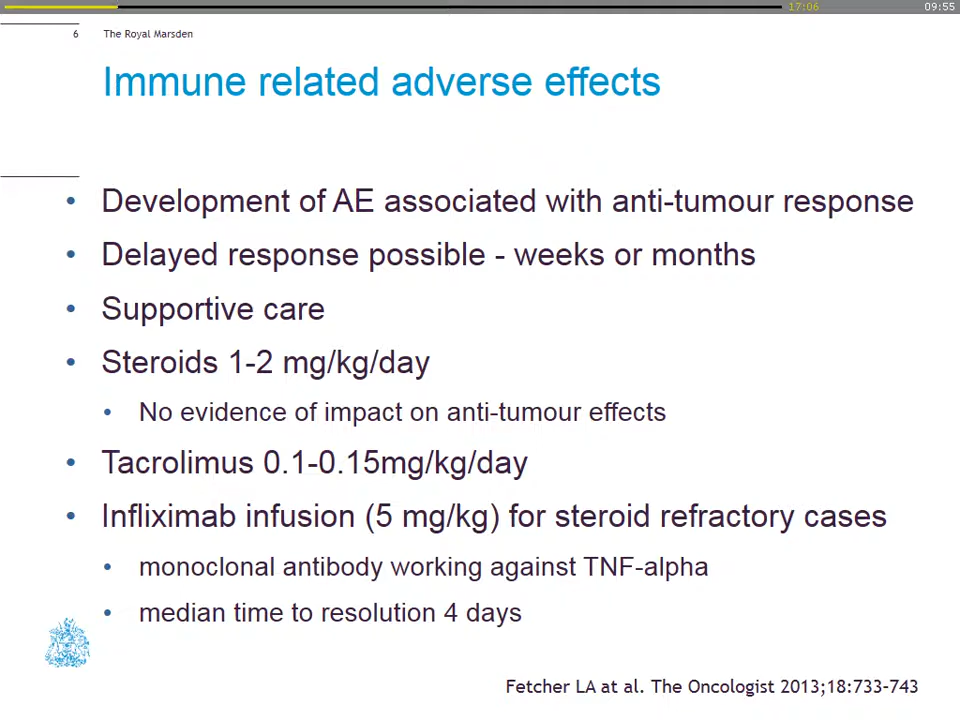 17:06
09:55
6 The Royal Marsden
Immune related adverse effects
• Development of AE associated with anti-tumour response
• Delayed response possible - weeks or months
• Supportive care
• Steroids 1-2 mg/kg/day
• No evidence of impact on anti-tumour effects
• Tacrolimus 0.1-0.15mg/kg/day
• Infliximab infusion (5 mg/kg) for steroid refractory cases
• monoclonal antibody working against TNF-alpha
• median time to resolution 4 days
Fetcher LA at al. The Oncologist 2013;18:733-743